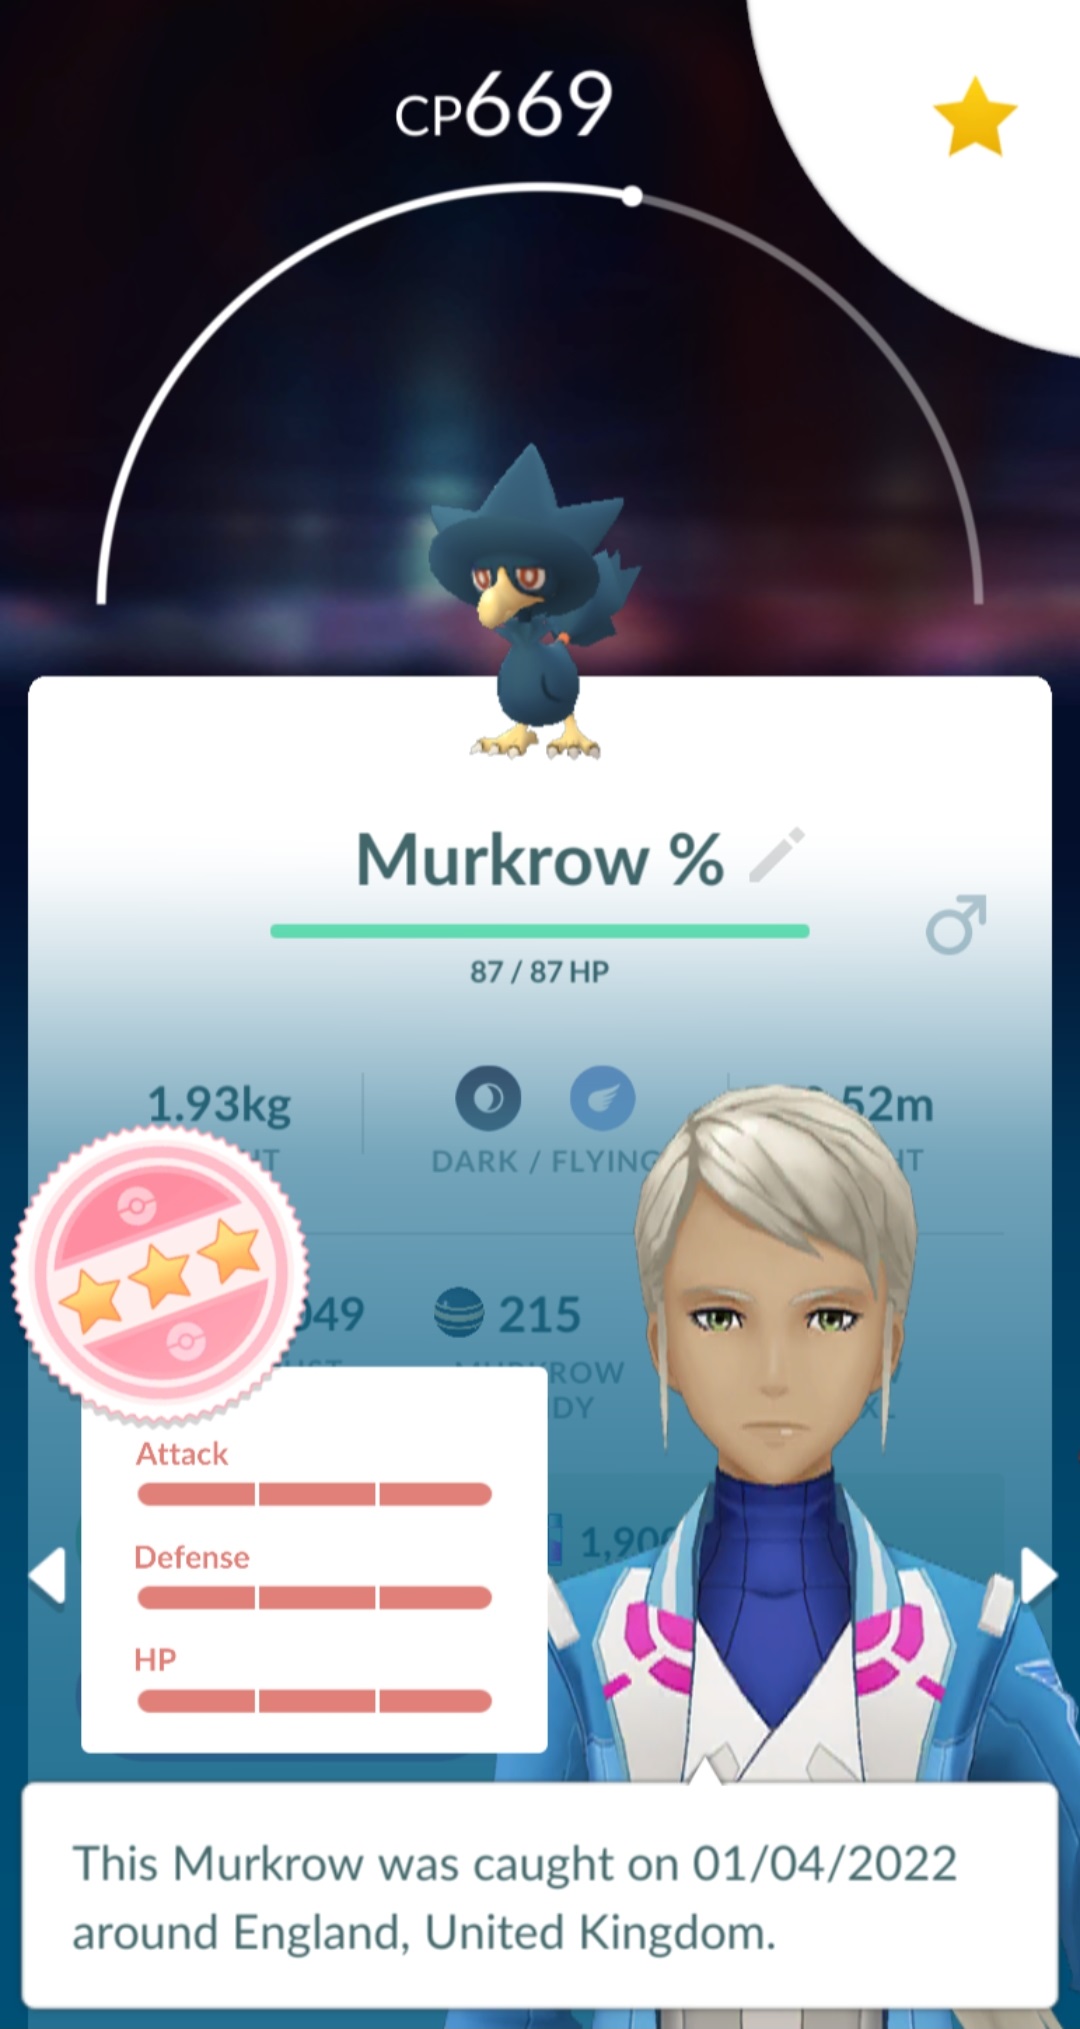 CP669
Murkrow %
87 / 87 HP
1.93kg
52m
DARK / FLYING
215
Attack
Defense
HP
This Murkrow was caught on 01/04/2022
around England, United Kingdom.